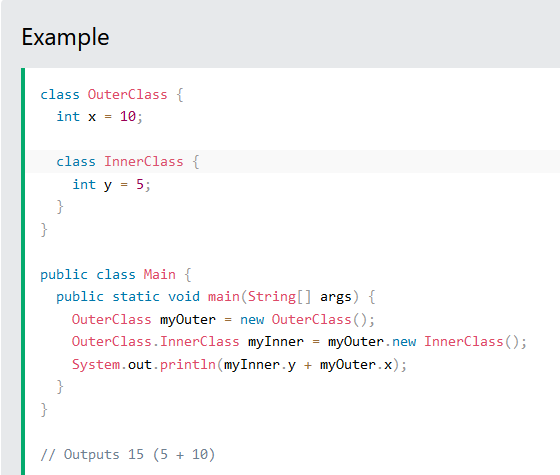 Example
class OuterClass {
  int x = 10;
  class InnerClass {
    int y = 5;
  }
}
public class Main {
  public static void main(String[] args) {
    OuterClass myOuter = new OuterClass();
    OuterClass.InnerClass myInner = myOuter.new InnerClass();
    System.out.println(myInner.y + myOuter.x);
  }
}
// Outputs 15 (5 + 10)